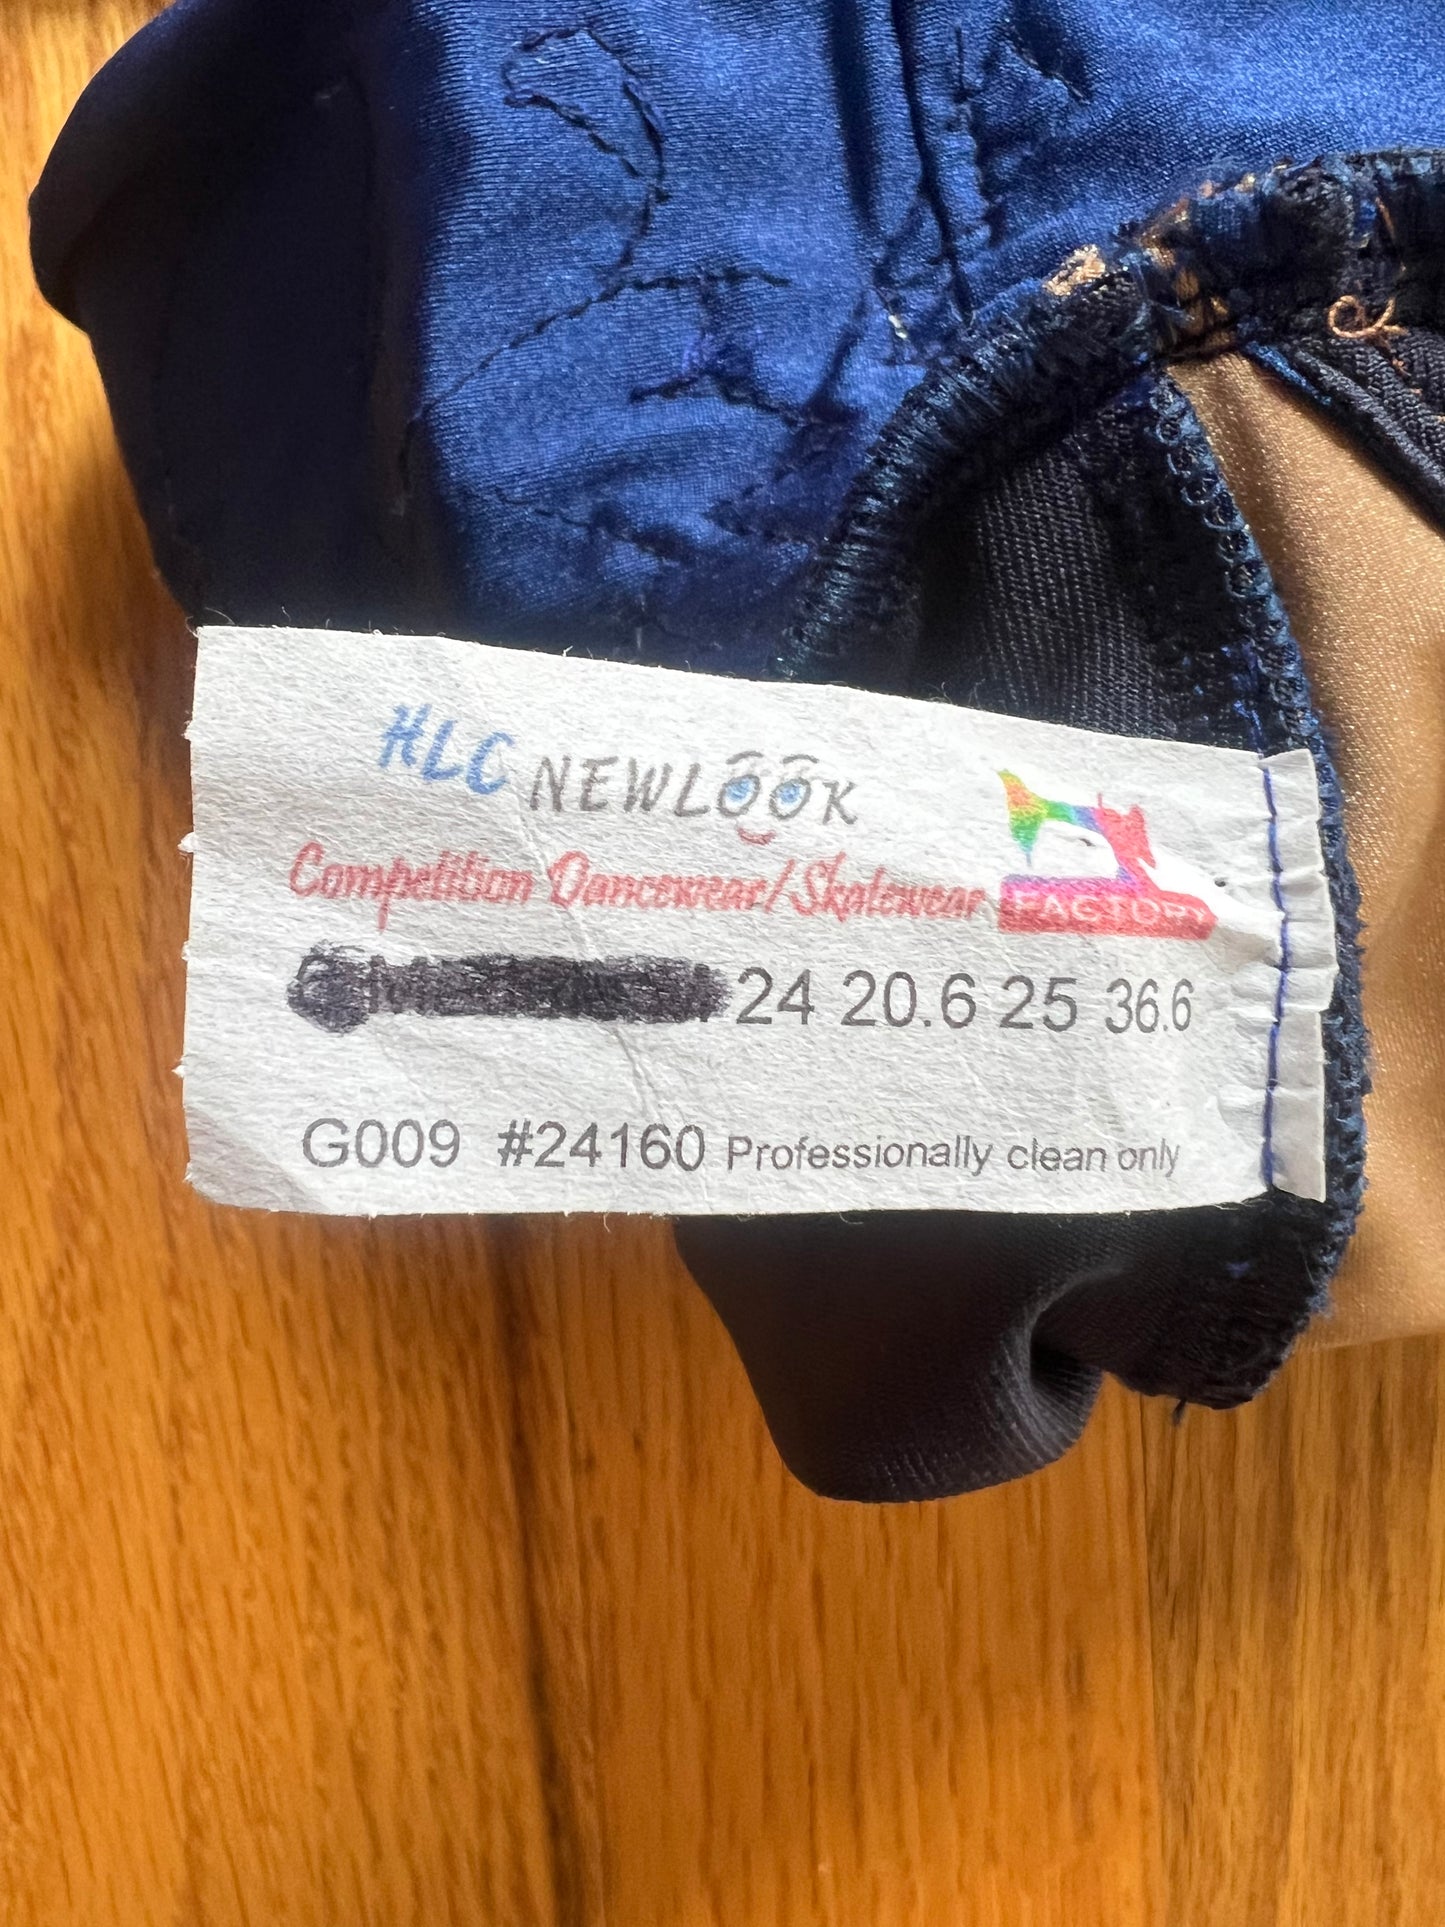 HLC NEWLOOK
Competition Dancewear/Skatewear FACTORY
24 20.6 25 36.6
G009 #24160 Professionally clean only